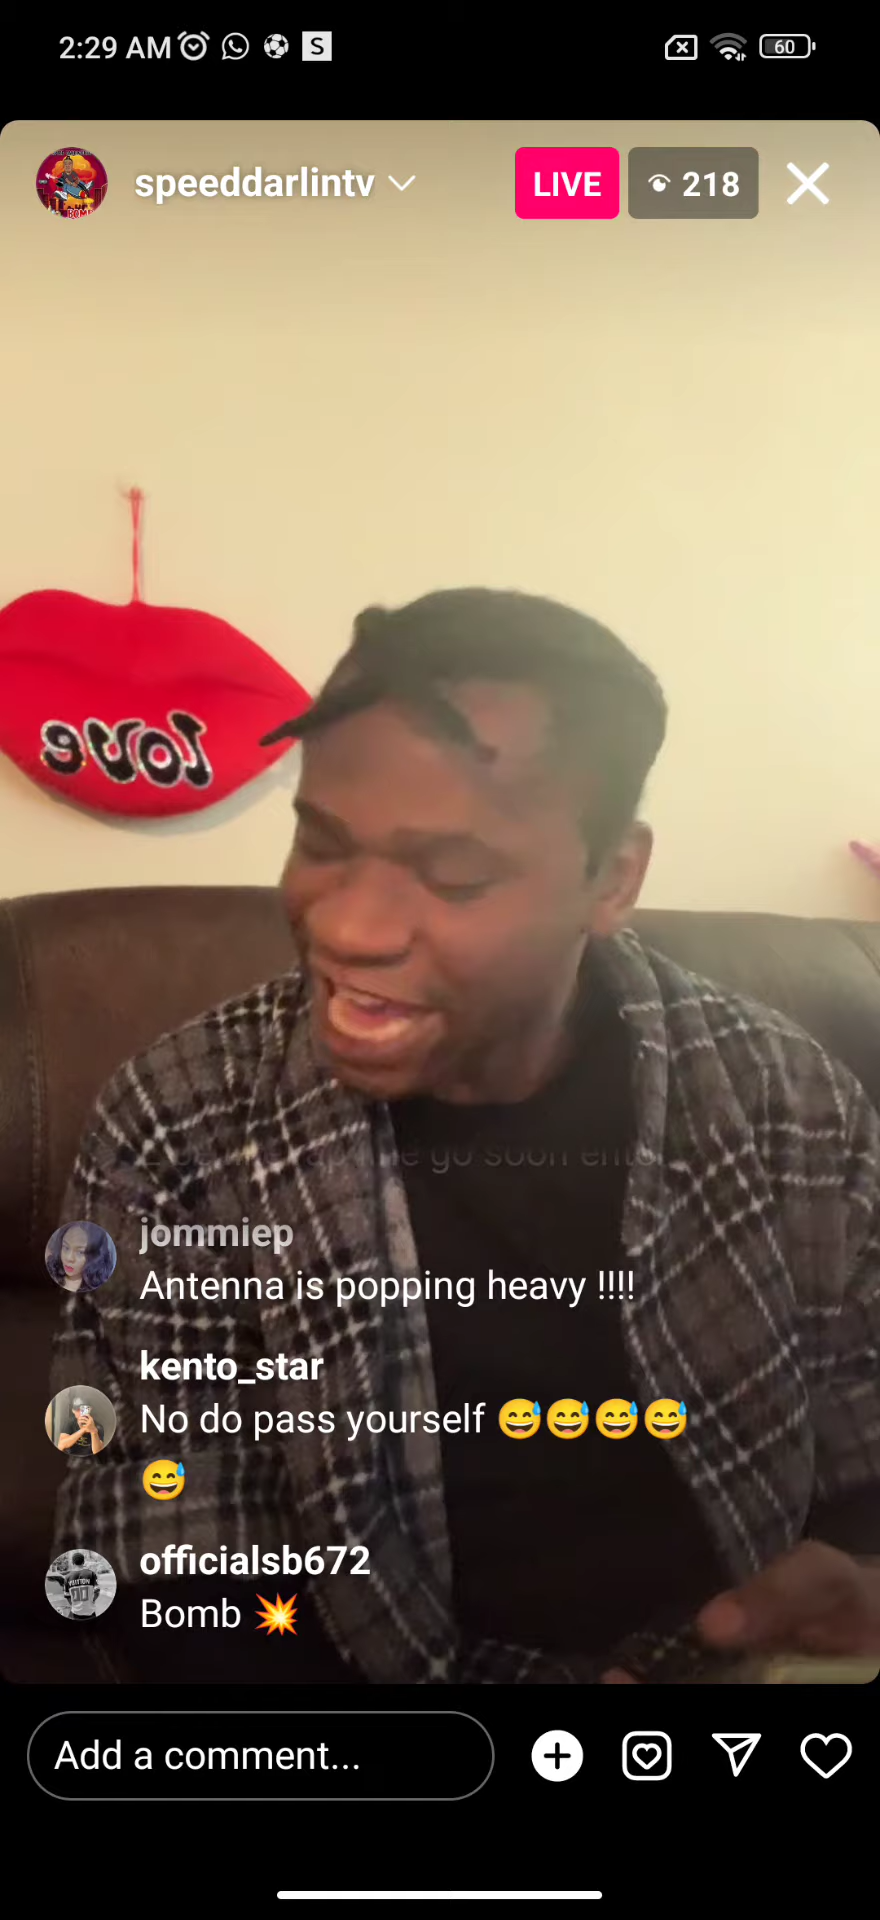 2:29 AM
S
60
speeddarlintv
LIVE
218
Love
jommiep
Antenna is popping heavy !!!!
kento_star
No do pass yourself 😅😅😅😅
😅
officialsb672
Bomb 💥
Add a comment...